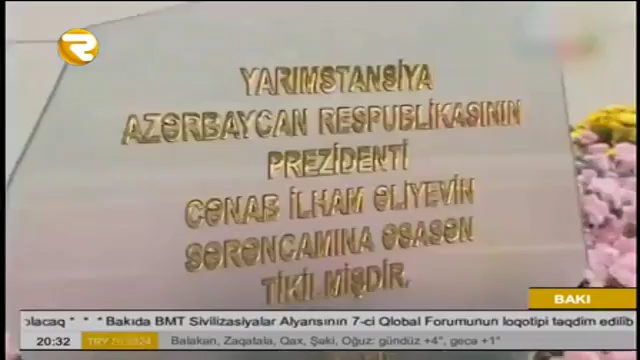 YARIMSTANSİYA
AZƏRBAYCAN RESPUBLİKASININ
PREZİDENTİ
CƏNAB İLHAM ƏLİYEVİN
SƏRƏNCAMINA ƏSASƏN
TİKİLMİŞDİR.
BAKI
olacaq * * * Bakıda BMT Sivilizasiyalar Alyansının 7-ci Qlobal Forumunun loqotipi təqdim edilib
20:32 TRY Balakən, Zaqatala, Qax, Şəki, Oğuz: gündüz +4°, gecə +1°